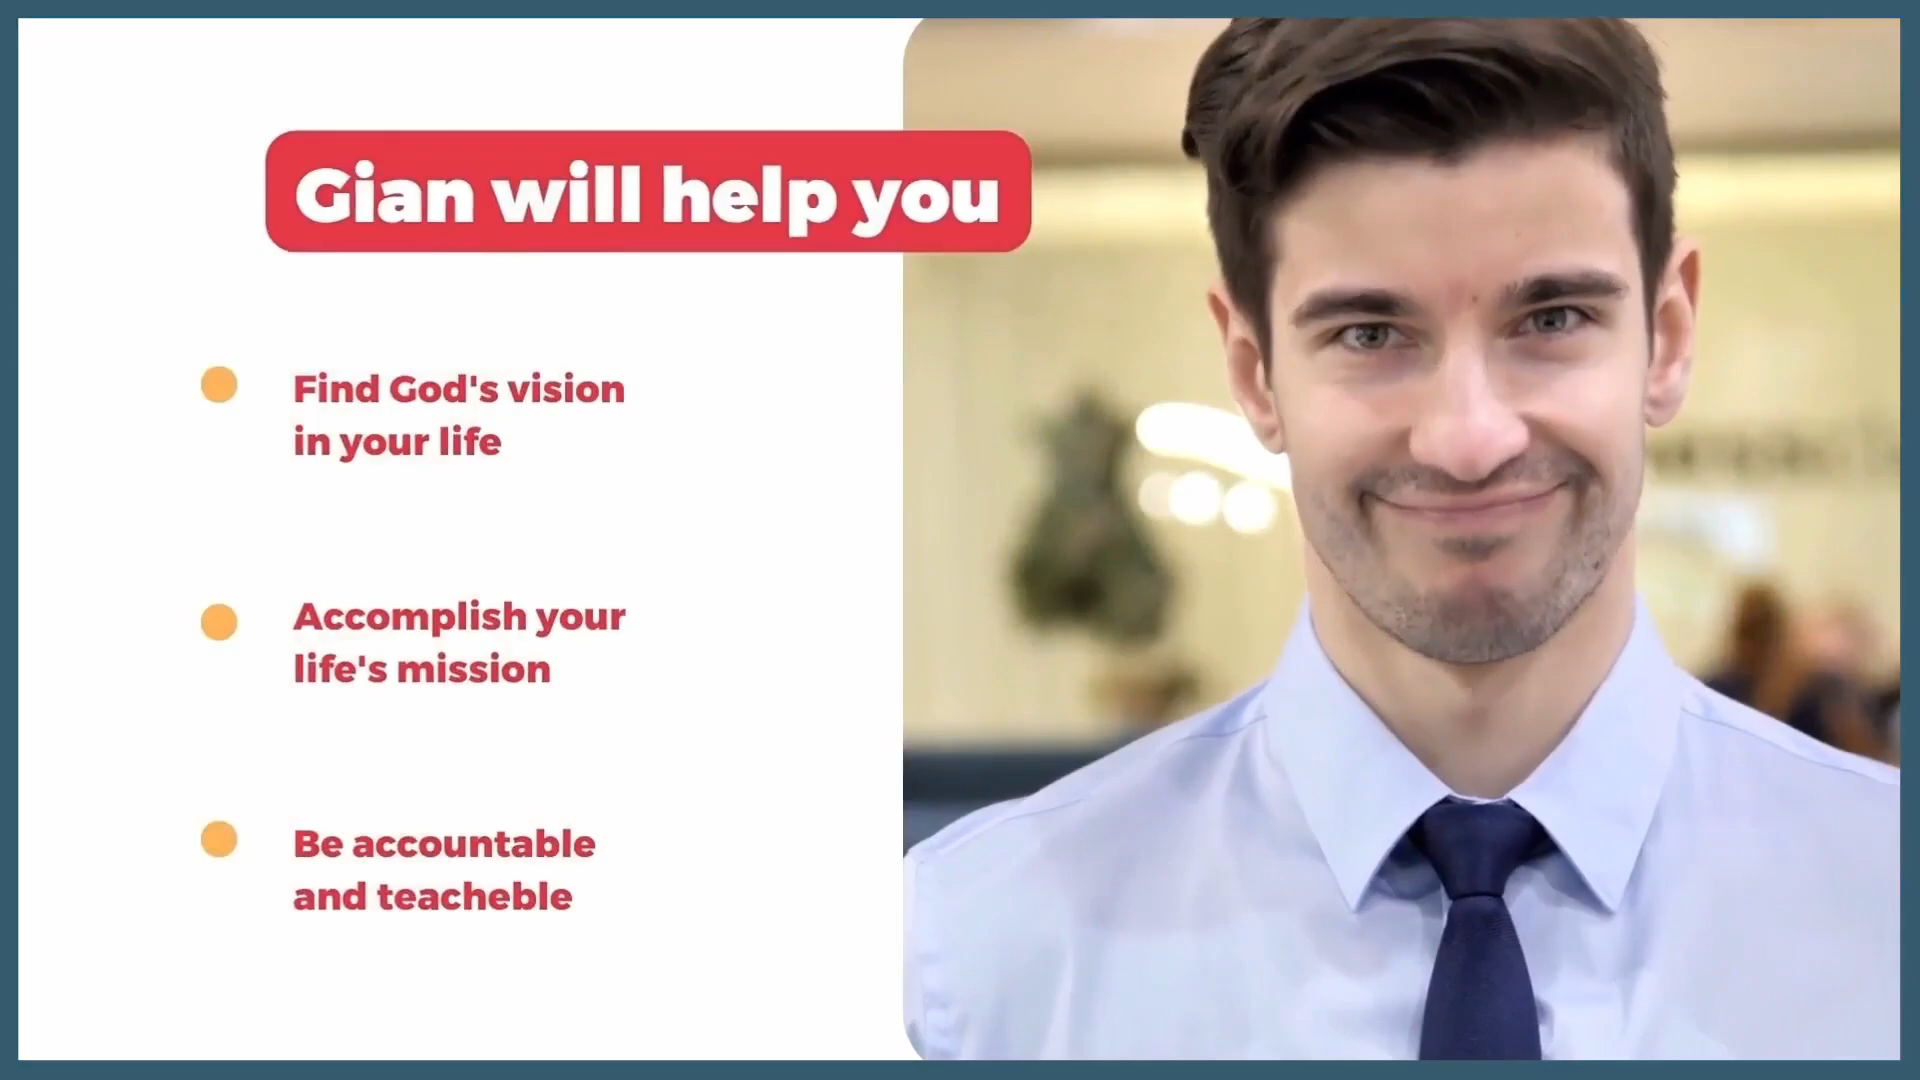 Gian will help you
Find God's vision
in your life
Accomplish your
life's mission
Be accountable
and teacheble